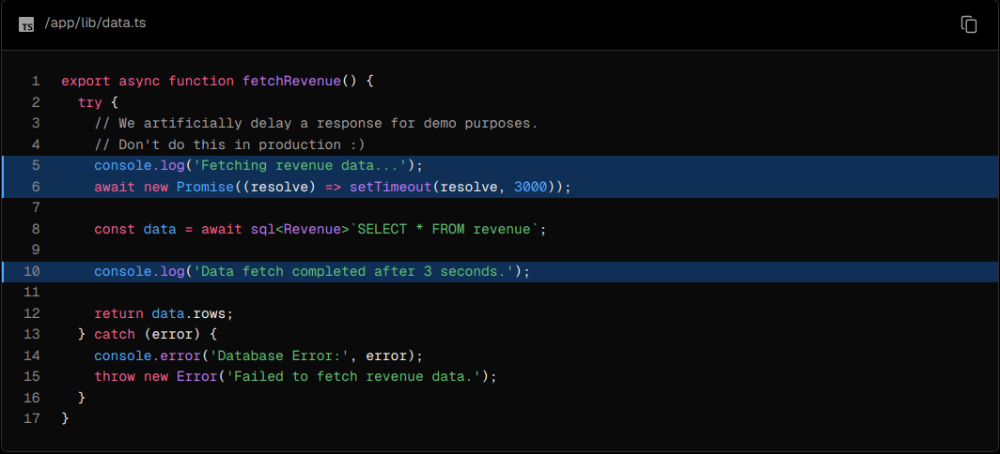 TS /app/lib/data.ts
1 export async function fetchRevenue() {
2   try {
3     // We artificially delay a response for demo purposes.
4     // Don't do this in production :)
5     console.log('Fetching revenue data...');
6     await new Promise((resolve) => setTimeout(resolve, 3000));
7
8     const data = await sql<Revenue>`SELECT * FROM revenue`;
9
10     console.log('Data fetch completed after 3 seconds.');
11
12     return data.rows;
13   } catch (error) {
14     console.error('Database Error:', error);
15     throw new Error('Failed to fetch revenue data.');
16   }
17 }